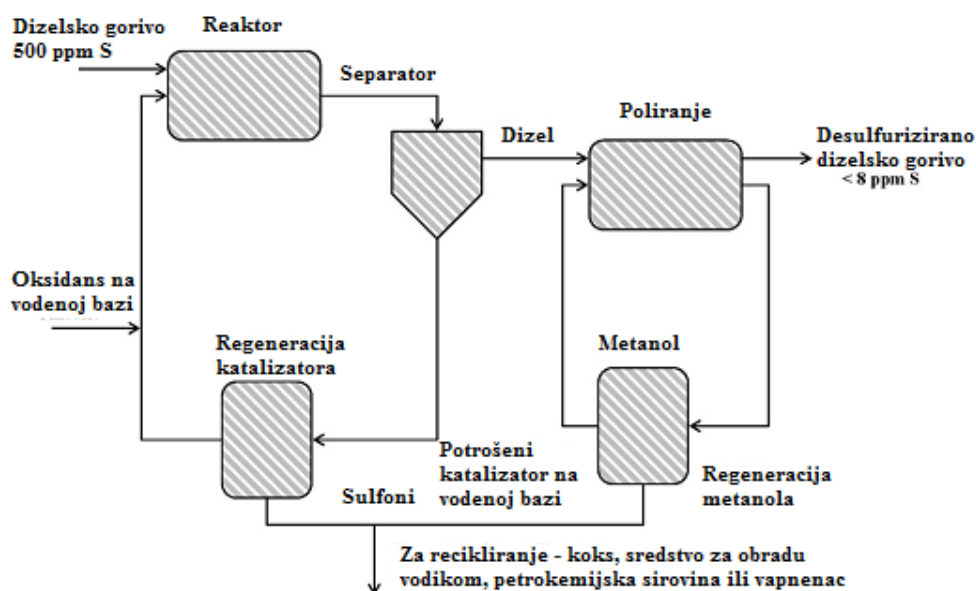 Dizelsko gorivo
500 ppm S
Reaktor
Separator
Poliranje
Dizel
Desulfurizirano
dizelsko gorivo
< 8 ppm S
Oksidans na
vodenoj bazi
Regeneracija
katalizatora
Metanol
Potrošeni
katalizator na
vodenoj bazi
Regeneracija
metanola
Sulfoni
Za recikliranje - koks, sredstvo za obradu
vodikom, petrokemijska sirovina ili vapnenac